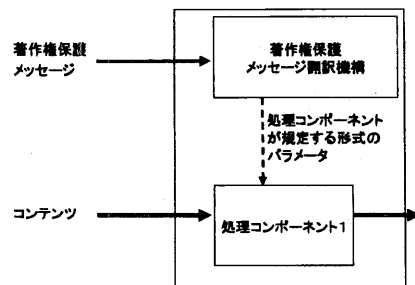 著作権保護
メッセージ
著作権保護
メッセージ翻訳機構
処理コンポーネント
が規定する形式の
パラメータ
コンテンツ
処理コンポーネント1